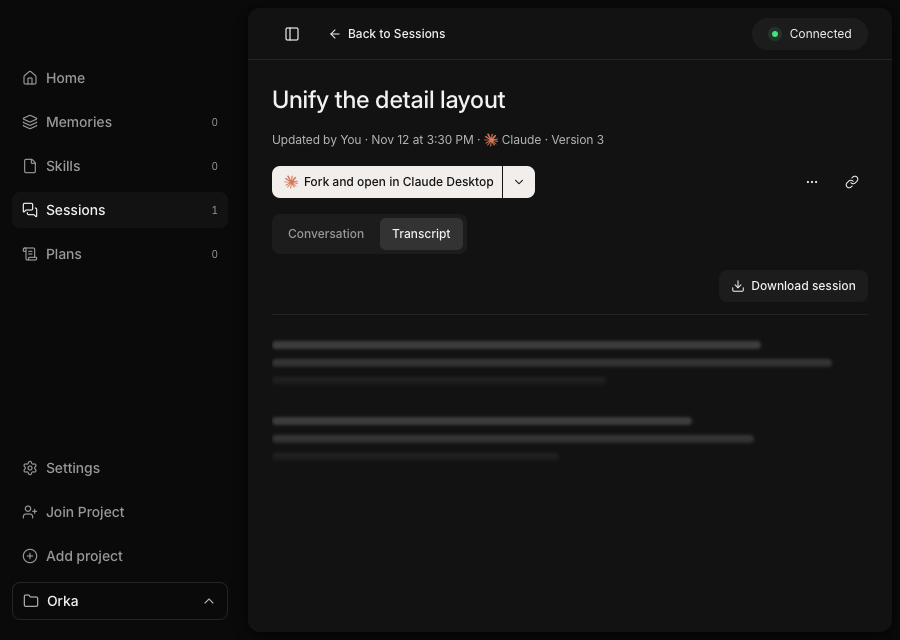 Back to Sessions
Connected
Home
Memories 0
Skills 0
Sessions 1
Plans 0
Settings
Join Project
Add project
Orka
Unify the detail layout
Updated by You · Nov 12 at 3:30 PM · Claude · Version 3
Fork and open in Claude Desktop
Conversation Transcript
Download session